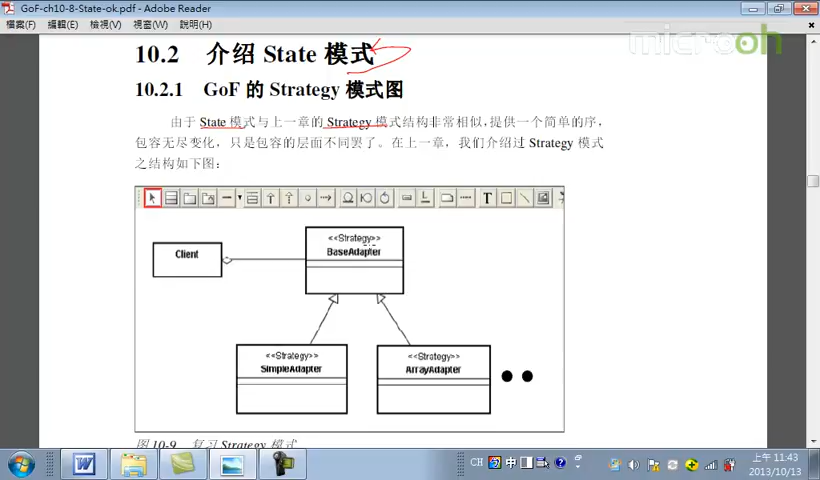 GoF-ch10-8-State-ok.pdf - Adobe Reader
檔案(F) 編輯(E) 檢視(V) 視窗(W) 說明(H)
microoh
10.2 介绍 State 模式
10.2.1 GoF 的 Strategy 模式图
由于 State 模式与上一章的 Strategy 模式结构非常相似,提供一个简单的序,
包容无尽变化,只是包容的层面不同罢了。在上一章,我们介绍过 Strategy 模式
之结构如下图:
T
<<Strategy>>
BaseAdapter
Client
<<Strategy>>
SimpleAdapter
<<Strategy>>
ArrayAdapter
图 10-9 复习 Strategy 模式
CH 中
上午 11:43
2013/10/13